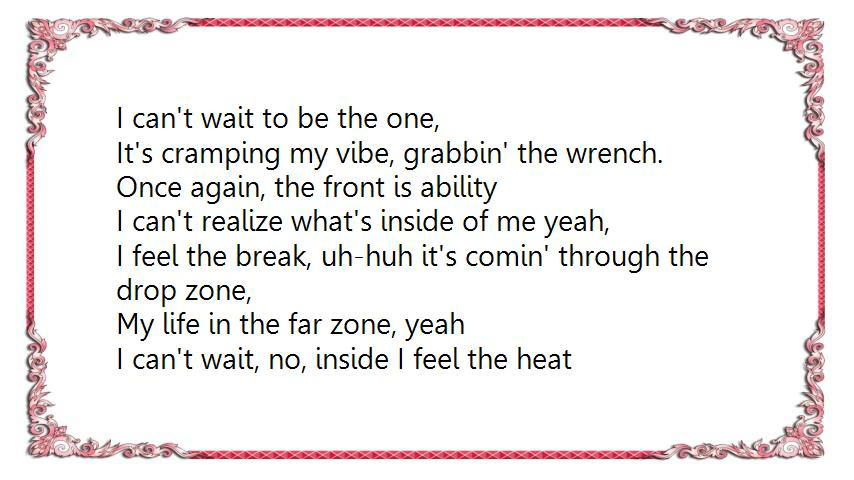 I can't wait to be the one,
It's cramping my vibe, grabbin' the wrench.
Once again, the front is ability
I can't realize what's inside of me yeah,
I feel the break, uh-huh it's comin' through the
drop zone,
My life in the far zone, yeah
I can't wait, no, inside I feel the heat